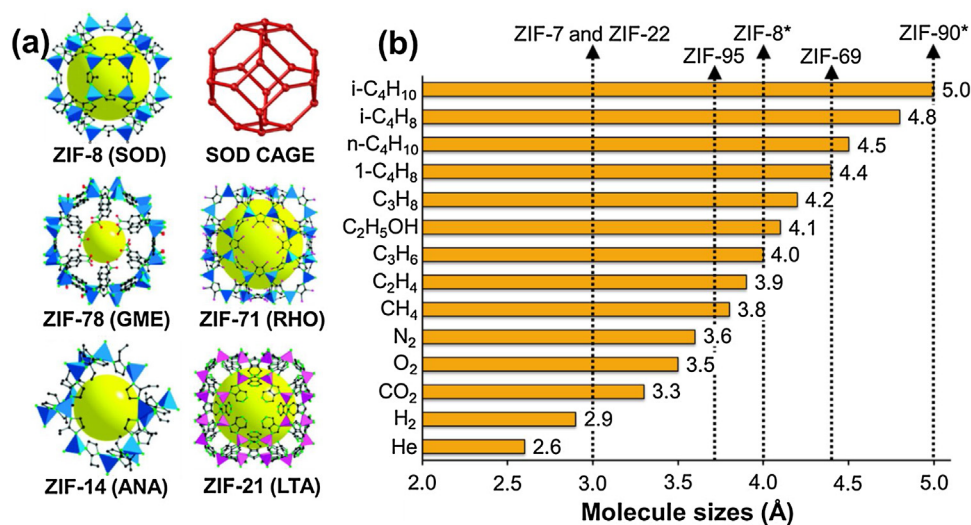 (a)
ZIF-8 (SOD)
SOD CAGE
ZIF-78 (GME)
ZIF-71 (RHO)
ZIF-14 (ANA)
ZIF-21 (LTA)
(b)
ZIF-7 and ZIF-22
ZIF-8*
ZIF-90*
ZIF-95
ZIF-69
i-C₄H₁₀ 5.0
i-C₄H₈ 4.8
n-C₄H₁₀ 4.5
1-C₄H₈ 4.4
C₃H₈ 4.2
C₂H₅OH 4.1
C₃H₆ 4.0
C₂H₄ 3.9
CH₄ 3.8
N₂ 3.6
O₂ 3.5
CO₂ 3.3
H₂ 2.9
He 2.6
2.0 2.5 3.0 3.5 4.0 4.5 5.0
Molecule sizes (Å)